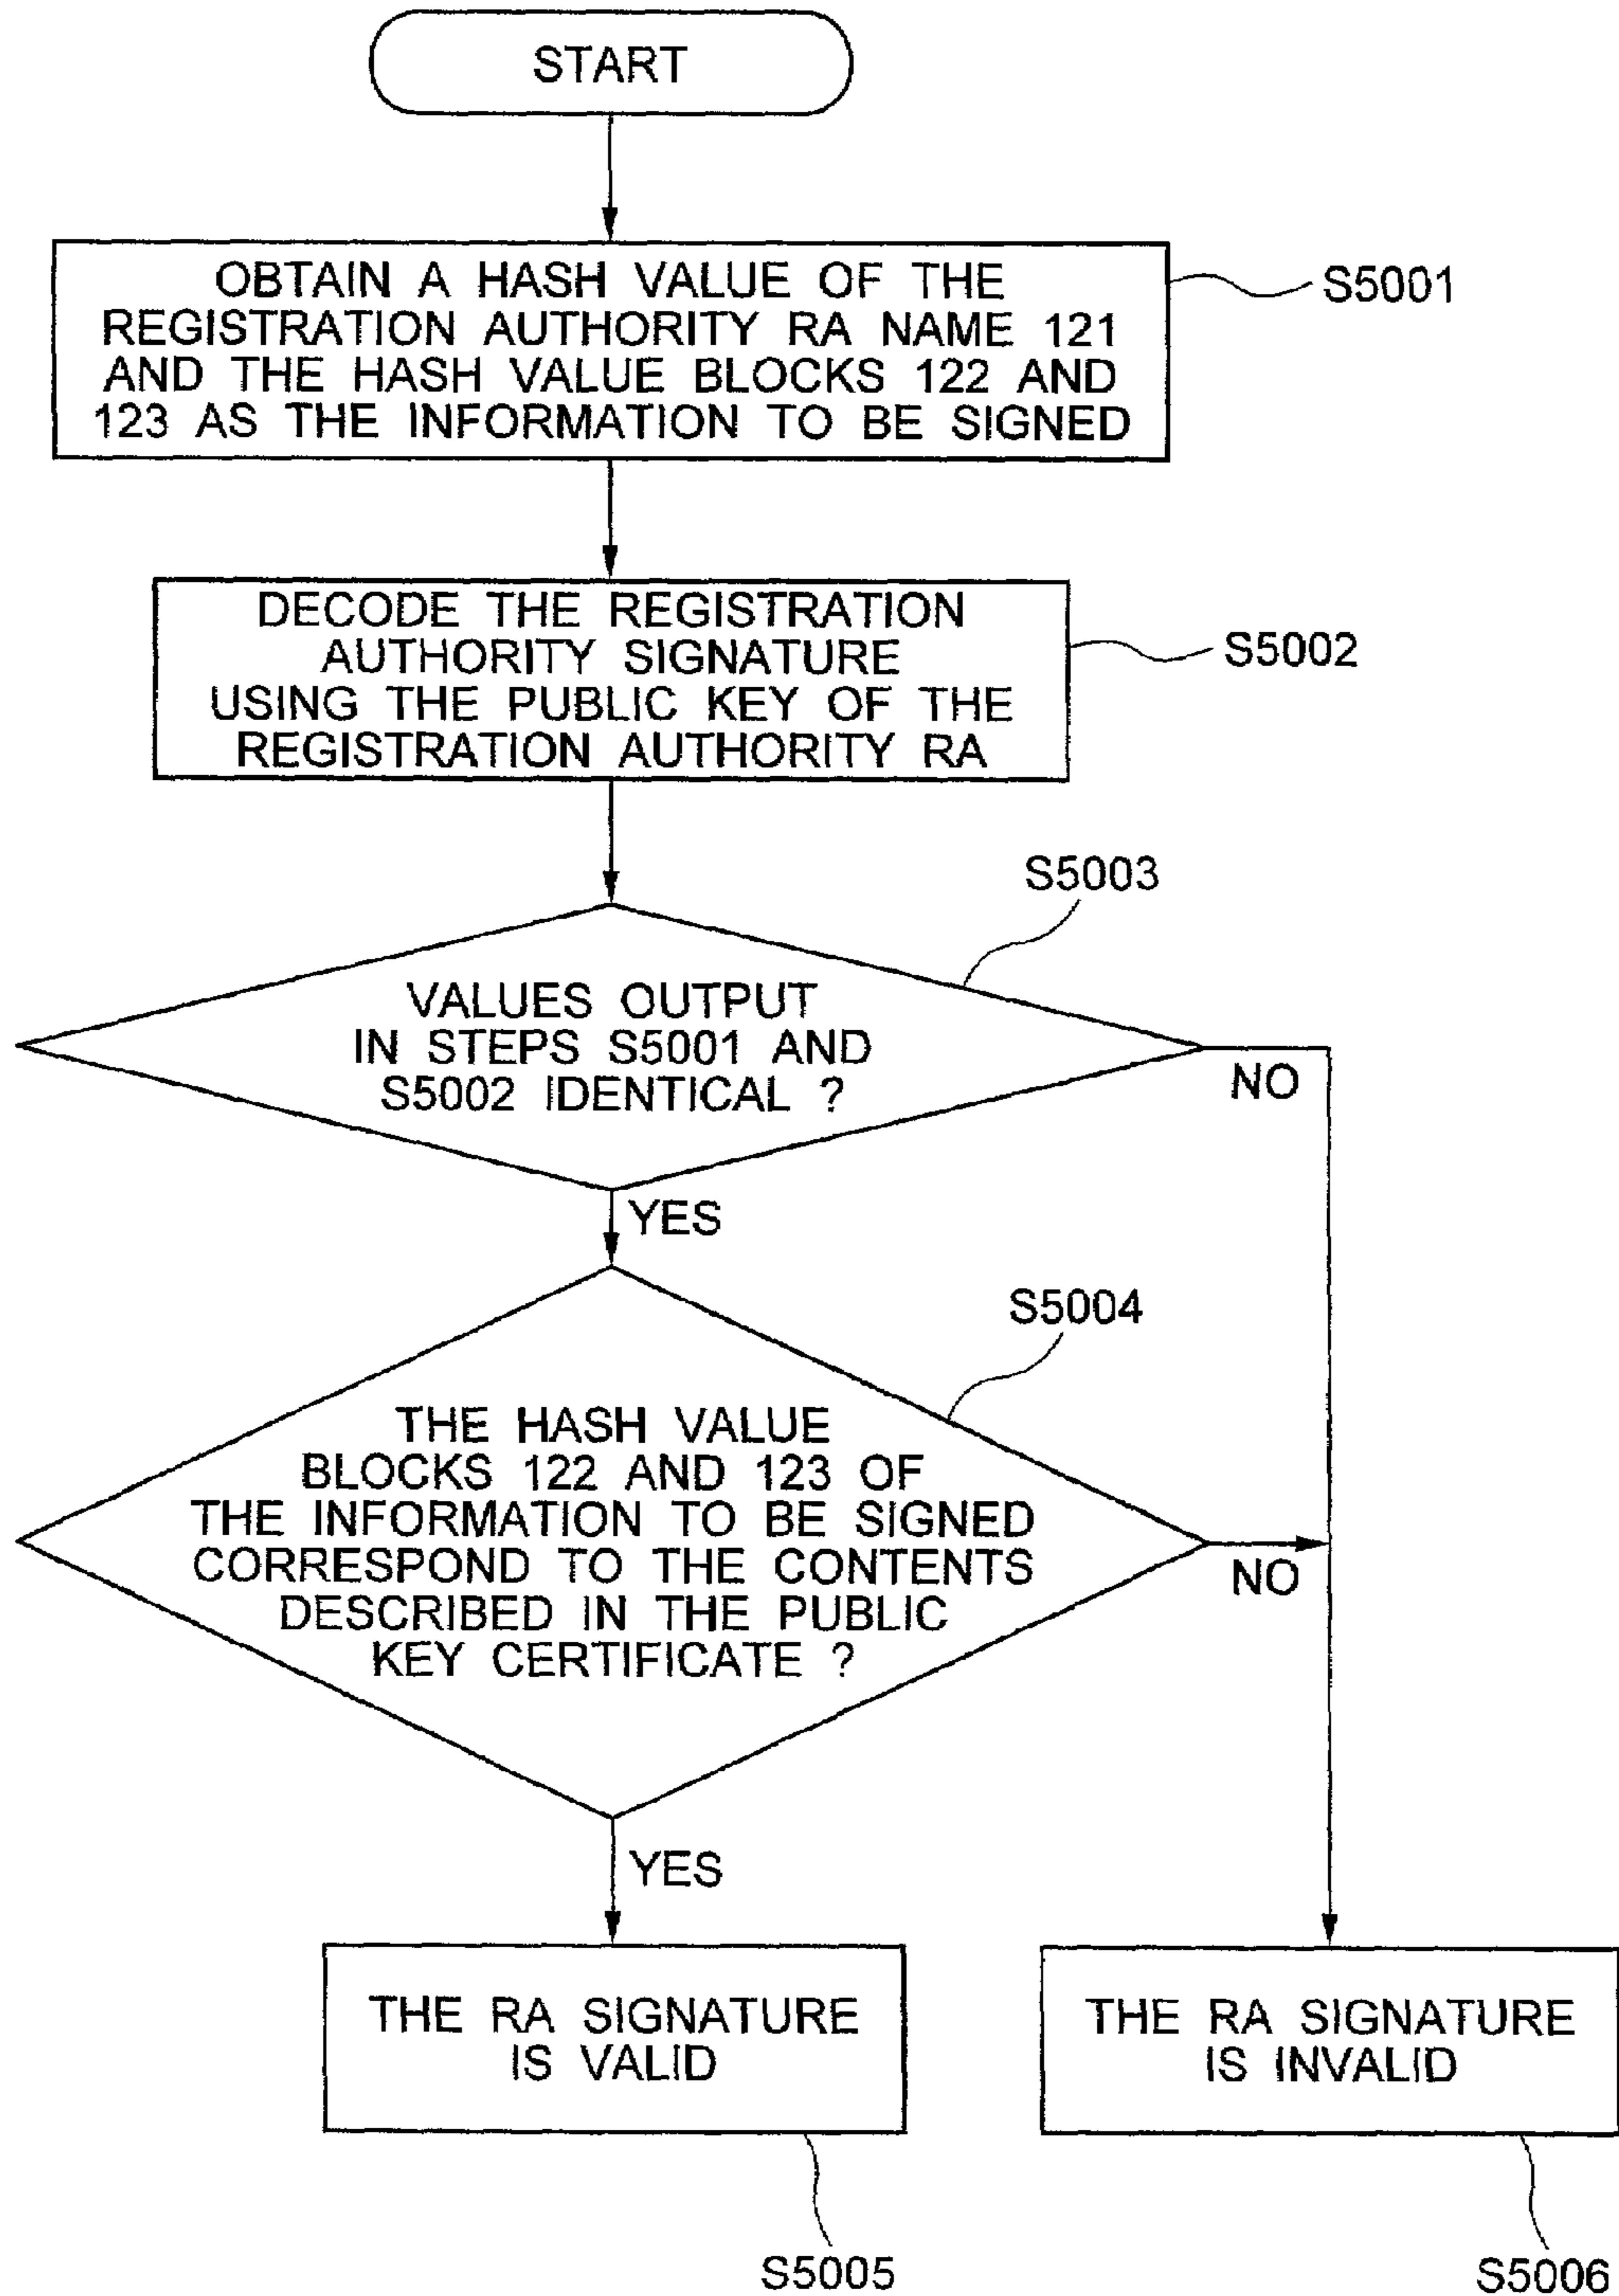 START
OBTAIN A HASH VALUE OF THE
REGISTRATION AUTHORITY RA NAME 121
AND THE HASH VALUE BLOCKS 122 AND
123 AS THE INFORMATION TO BE SIGNED
S5001
DECODE THE REGISTRATION
AUTHORITY SIGNATURE
USING THE PUBLIC KEY OF THE
REGISTRATION AUTHORITY RA
S5002
S5003
VALUES OUTPUT
IN STEPS S5001 AND
S5002 IDENTICAL ?
NO
YES
S5004
THE HASH VALUE
BLOCKS 122 AND 123 OF
THE INFORMATION TO BE SIGNED
CORRESPOND TO THE CONTENTS
DESCRIBED IN THE PUBLIC
KEY CERTIFICATE ?
NO
YES
THE RA SIGNATURE
IS VALID
THE RA SIGNATURE
IS INVALID
S5005
S5006